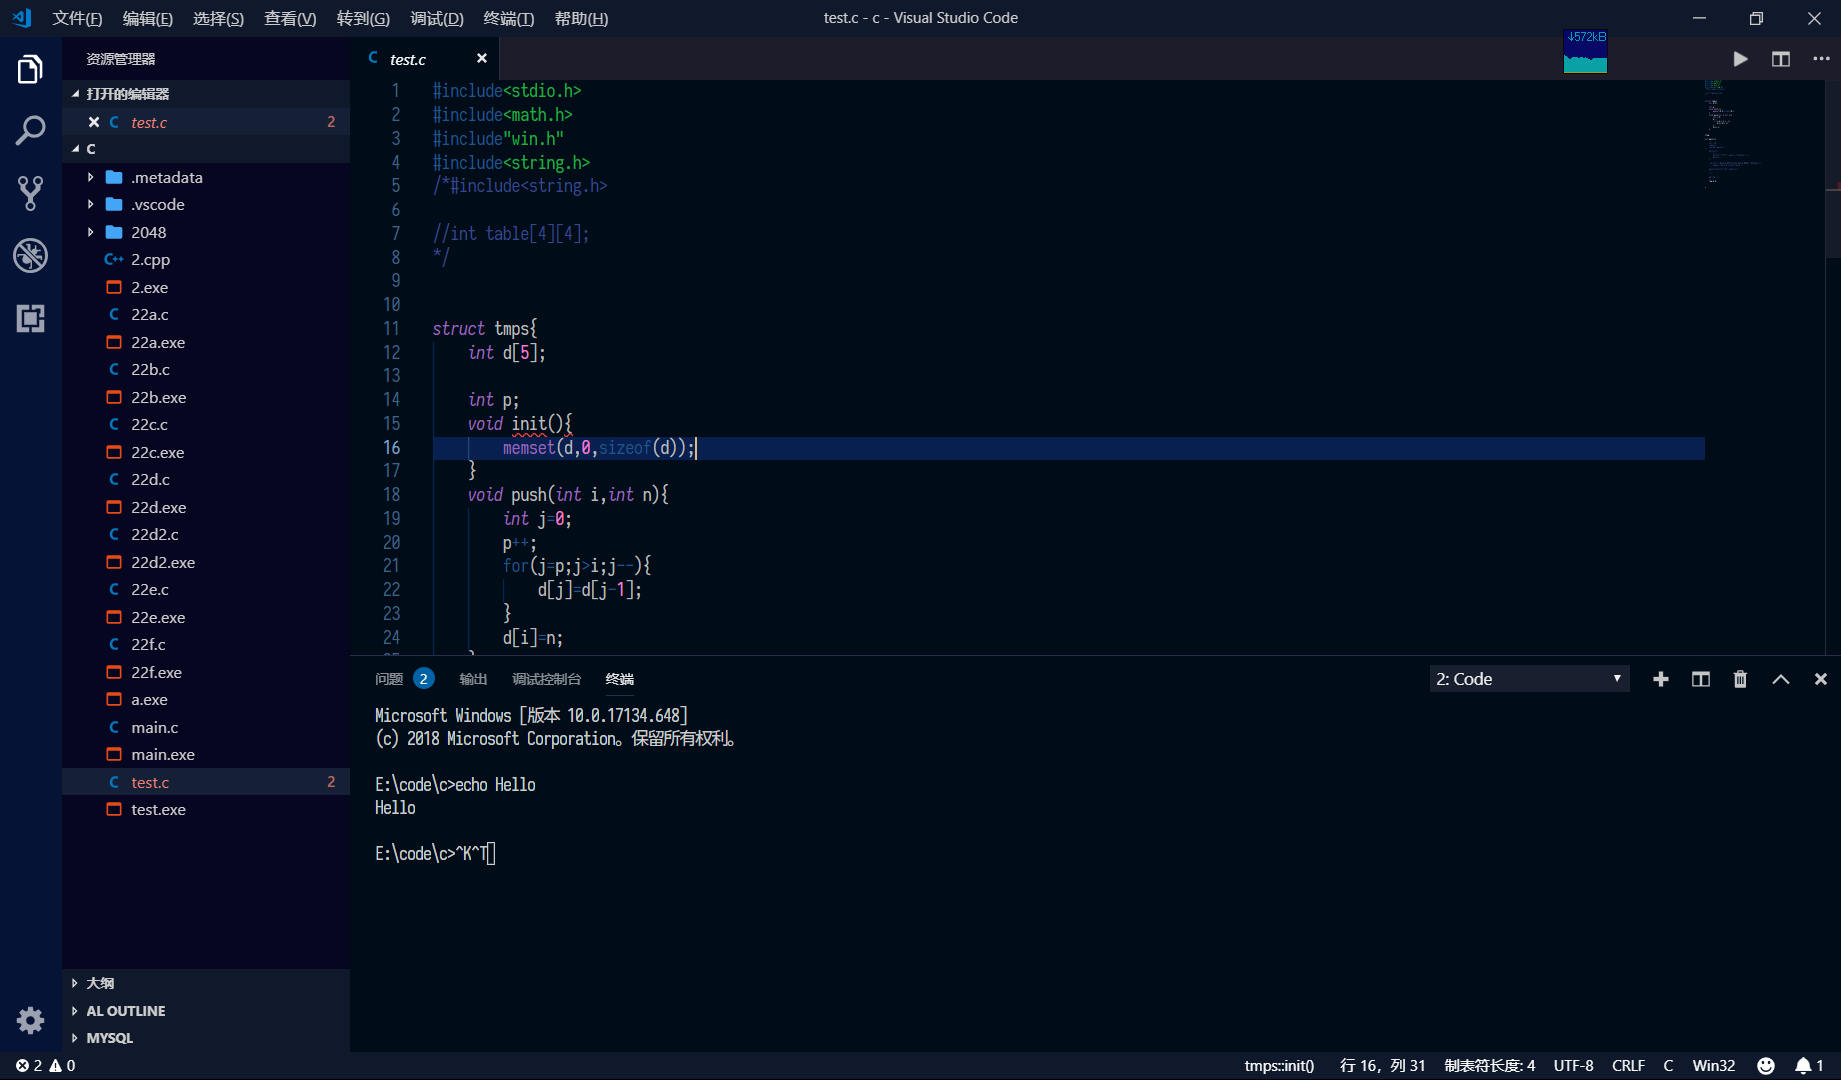 文件(F) 编辑(E) 选择(S) 查看(V) 转到(G) 调试(D) 终端(T) 帮助(H)
test.c - c - Visual Studio Code
↓572kB
资源管理器
打开的编辑器
C test.c 2
C
.metadata
.vscode
2048
C++ 2.cpp
2.exe
C 22a.c
22a.exe
C 22b.c
22b.exe
C 22c.c
22c.exe
C 22d.c
22d.exe
C 22d2.c
22d2.exe
C 22e.c
22e.exe
C 22f.c
22f.exe
a.exe
C main.c
main.exe
C test.c 2
test.exe
大纲
AL OUTLINE
MYSQL
C test.c
1 #include<stdio.h>
2 #include<math.h>
3 #include"win.h"
4 #include<string.h>
5 /*#include<string.h>
6
7 //int table[4][4];
8 */
9
10
11 struct tmps{
12 int d[5];
13
14 int p;
15 void init(){
16 memset(d,0,sizeof(d));
17 }
18 void push(int i,int n){
19 int j=0;
20 p++;
21 for(j=p;j>i;j--){
22 d[j]=d[j-1];
23 }
24 d[i]=n;
问题 2 输出 调试控制台 终端
2: Code
Microsoft Windows [版本 10.0.17134.648]
(c) 2018 Microsoft Corporation。保留所有权利。
E:\code\c>echo Hello
Hello
E:\code\c>^K^T
2 0
tmps::init() 行 16，列 31 制表符长度: 4 UTF-8 CRLF C Win32 1